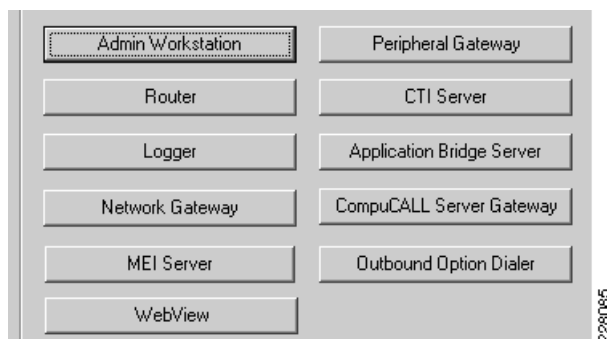 Admin Workstation
Peripheral Gateway
Router
CTI Server
Logger
Application Bridge Server
Network Gateway
CompuCALL Server Gateway
MEI Server
Outbound Option Dialer
WebView
228085